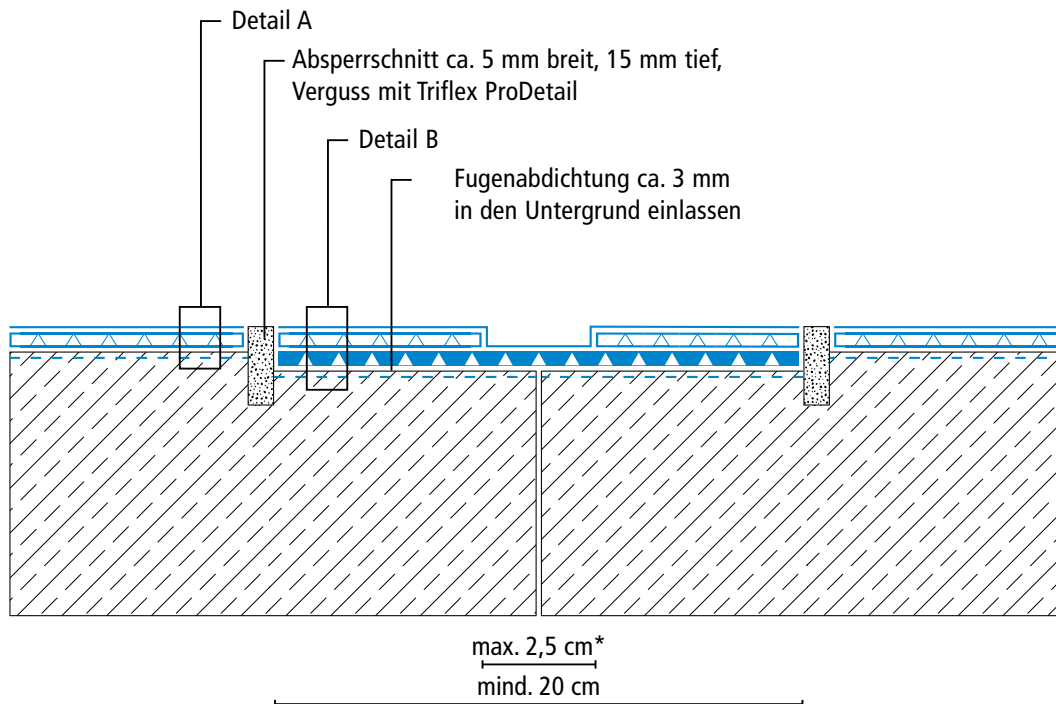 Detail A
Absperrschnitt ca. 5 mm breit, 15 mm tief,
Verguss mit Triflex ProDetail
Detail B
Fugenabdichtung ca. 3 mm
in den Untergrund einlassen
max. 2,5 cm*
mind. 20 cm